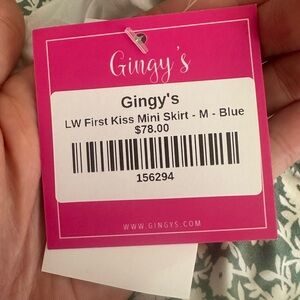 Gingy's
Gingy's
LW First Kiss Mini Skirt - M - Blue
$78.00
156294
WWW.GINGYS.COM